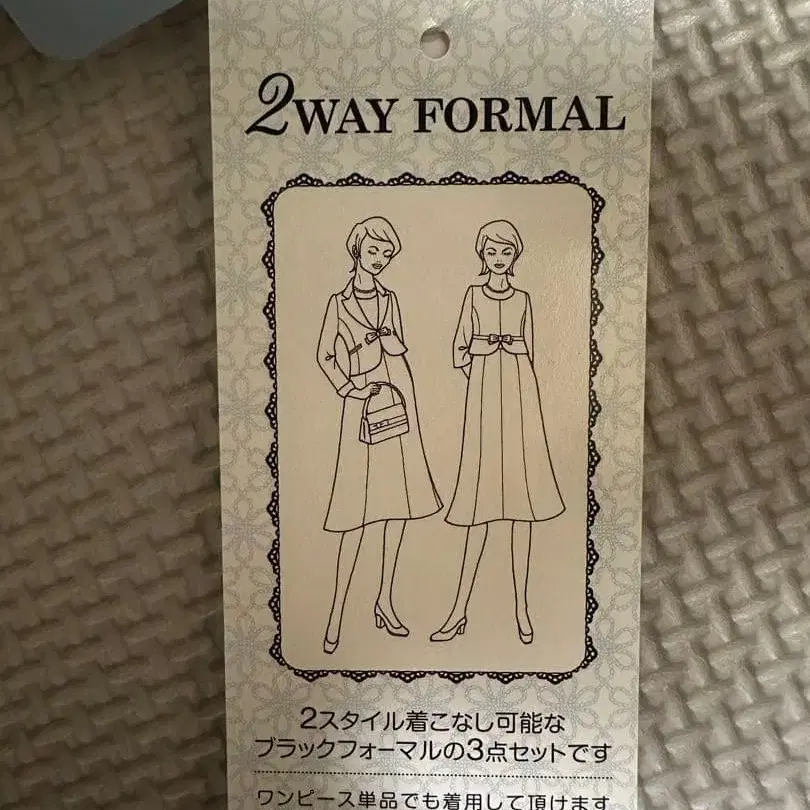 2WAY FORMAL
2スタイル着こなし可能な
ブラックフォーマルの3点セットです
ワンピース単品でも着用して頂けます